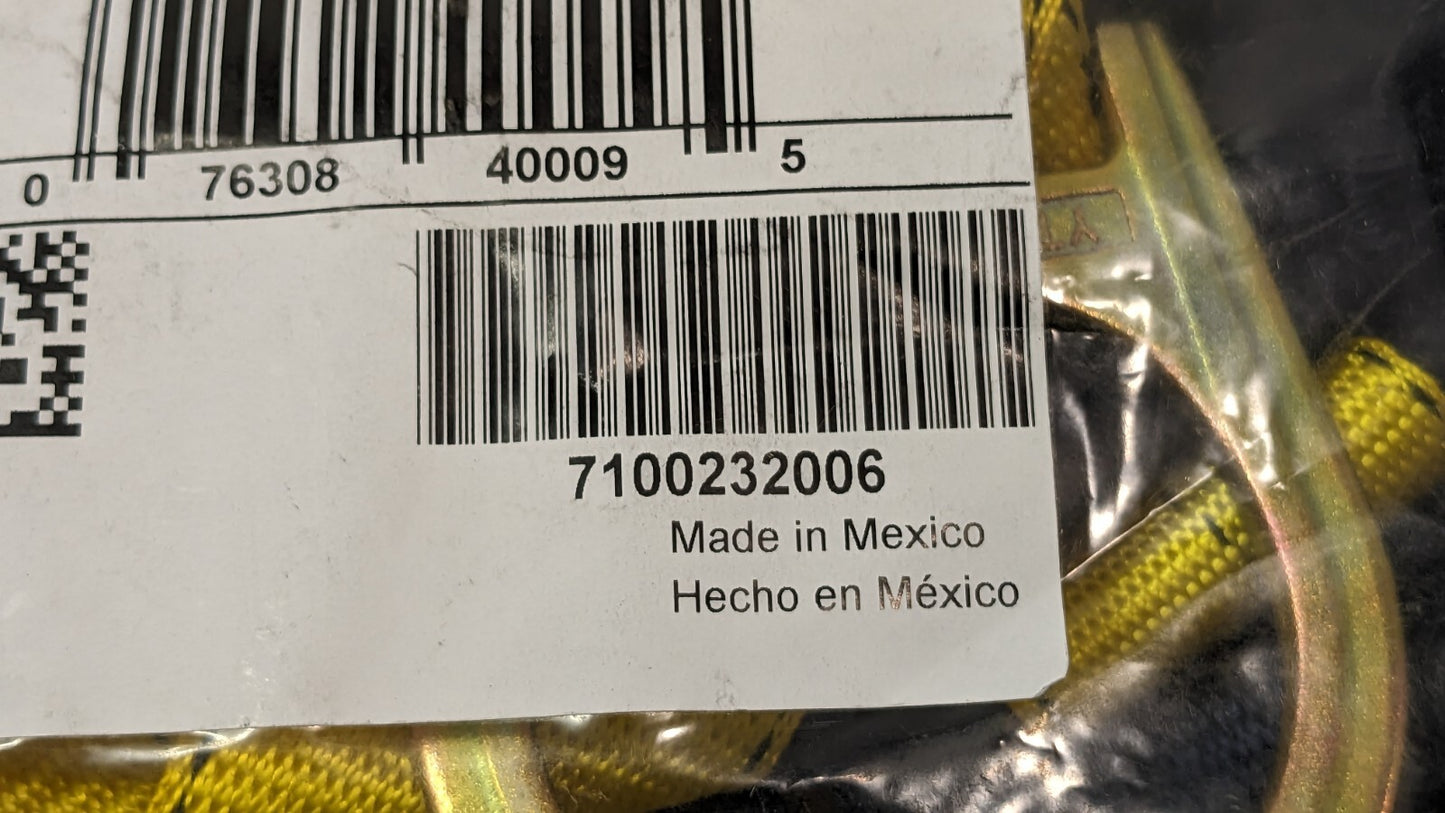 0 76308 40009 5
7100232006
Made in Mexico
Hecho en México